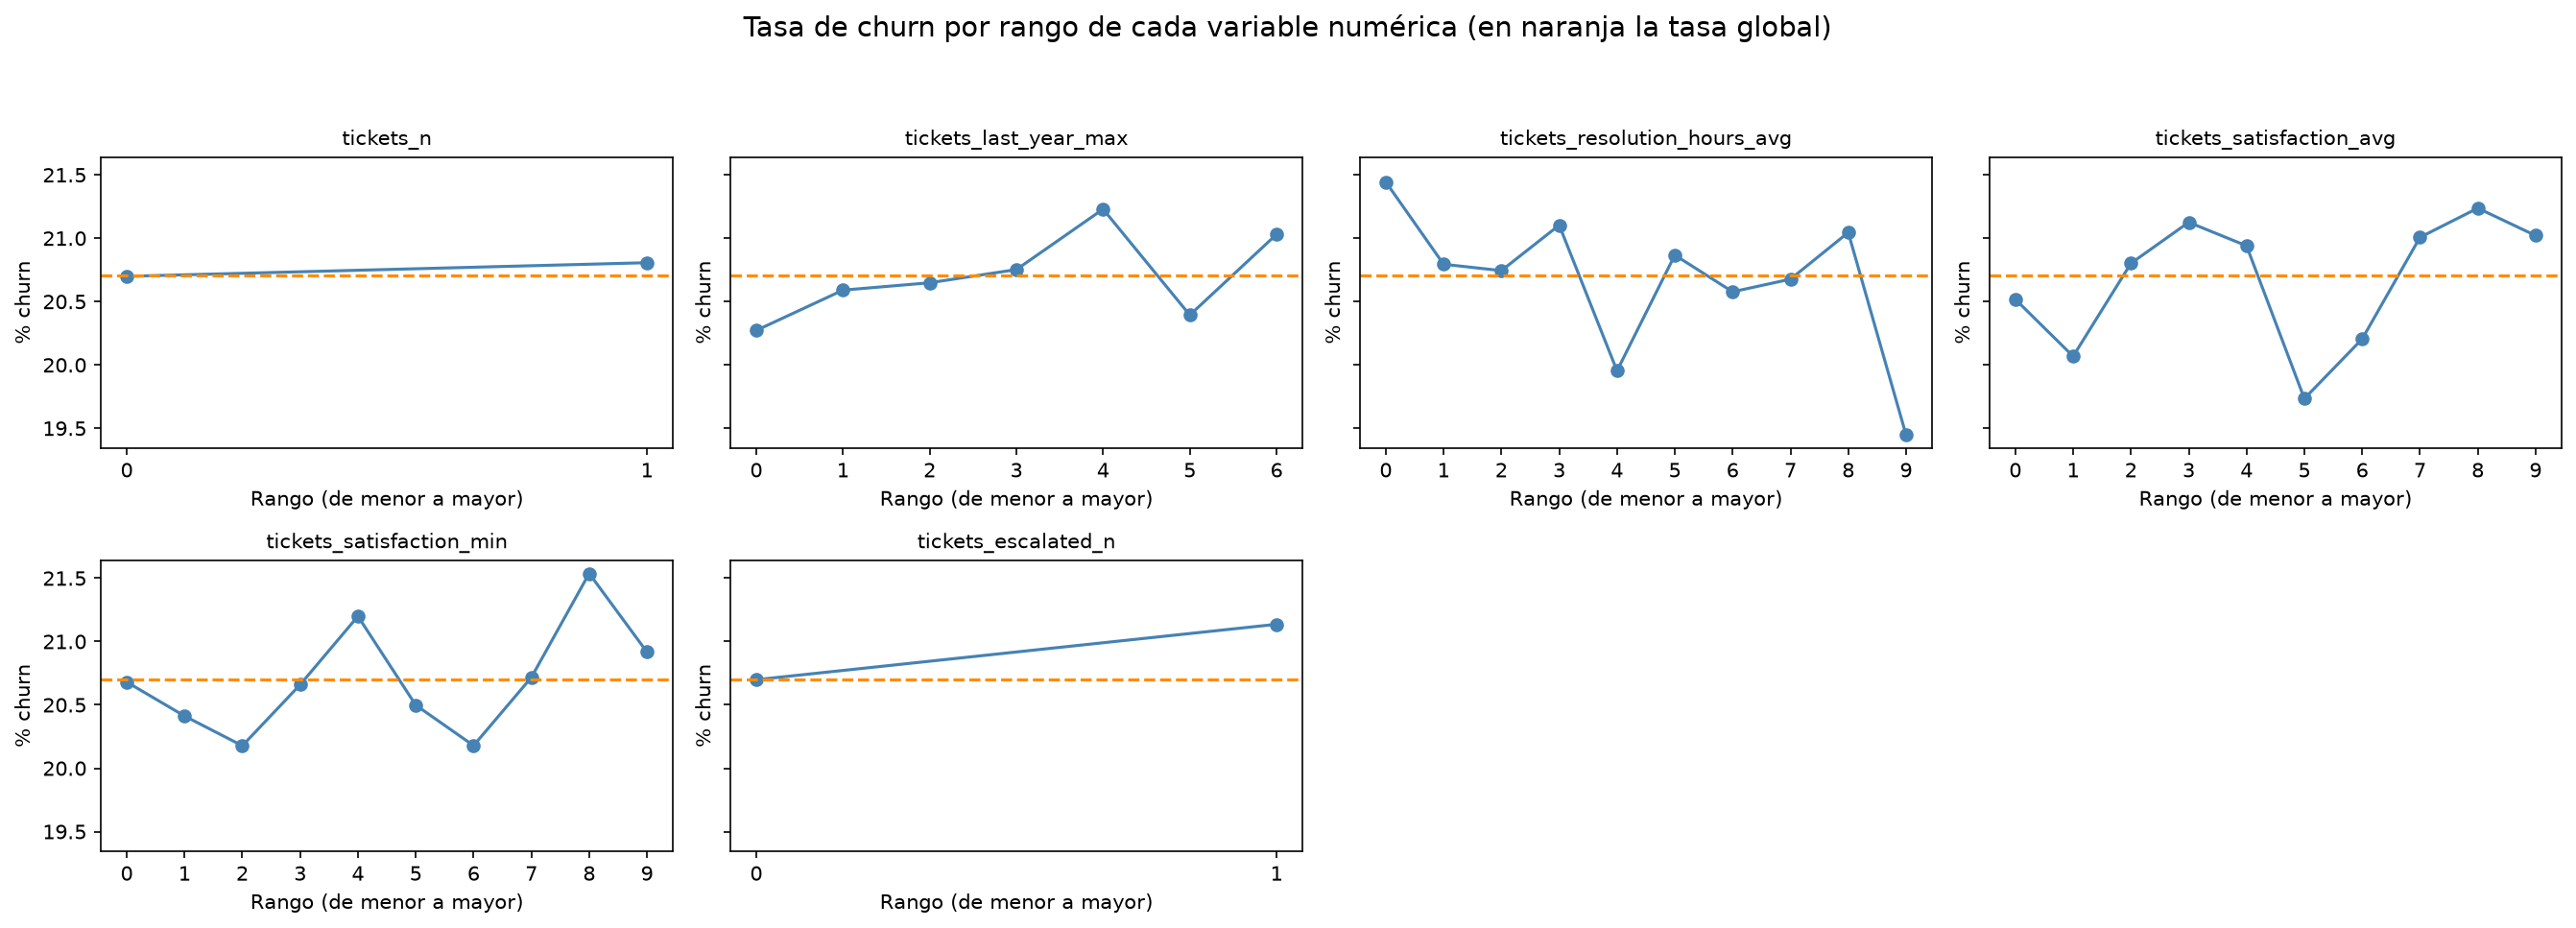 Tasa de churn por rango de cada variable numérica (en naranja la tasa global)
tickets_n
% churn
21.5
21.0
20.5
20.0
19.5
0 1
Rango (de menor a mayor)
tickets_last_year_max
% churn
0 1 2 3 4 5 6
Rango (de menor a mayor)
tickets_resolution_hours_avg
% churn
0 1 2 3 4 5 6 7 8 9
Rango (de menor a mayor)
tickets_satisfaction_avg
% churn
0 1 2 3 4 5 6 7 8 9
Rango (de menor a mayor)
tickets_satisfaction_min
% churn
21.5
21.0
20.5
20.0
19.5
0 1 2 3 4 5 6 7 8 9
Rango (de menor a mayor)
tickets_escalated_n
% churn
0 1
Rango (de menor a mayor)